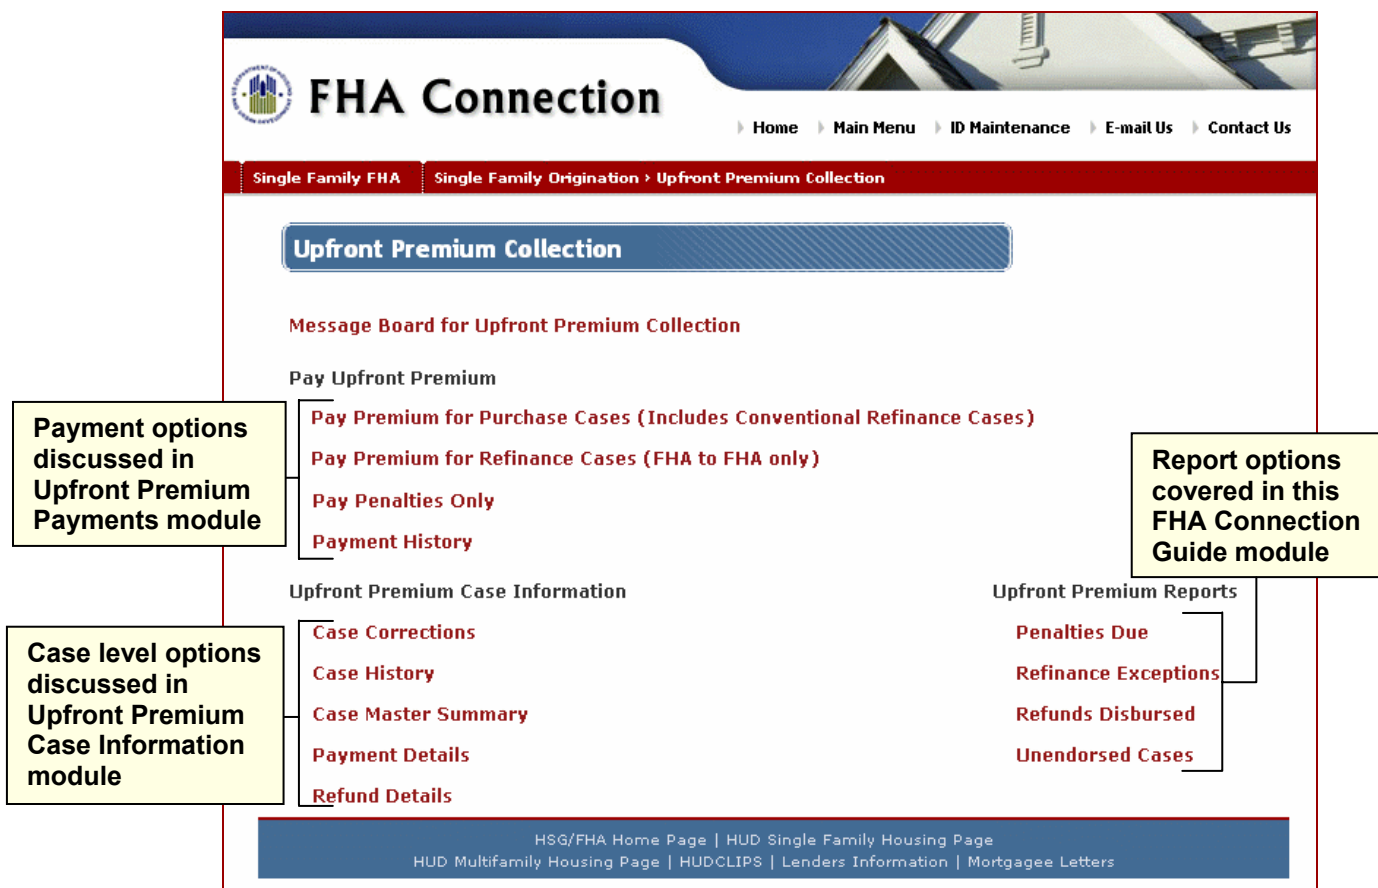 FHA Connection
Home Main Menu ID Maintenance E-mail Us Contact Us
Single Family FHA Single Family Origination › Upfront Premium Collection
Upfront Premium Collection
Message Board for Upfront Premium Collection
Pay Upfront Premium
Pay Premium for Purchase Cases (Includes Conventional Refinance Cases)
Pay Premium for Refinance Cases (FHA to FHA only)
Pay Penalties Only
Payment History
Payment options
discussed in
Upfront Premium
Payments module
Report options
covered in this
FHA Connection
Guide module
Upfront Premium Case Information
Case Corrections
Case History
Case Master Summary
Payment Details
Refund Details
Case level options
discussed in
Upfront Premium
Case Information
module
Upfront Premium Reports
Penalties Due
Refinance Exceptions
Refunds Disbursed
Unendorsed Cases
HSG/FHA Home Page | HUD Single Family Housing Page
HUD Multifamily Housing Page | HUDCLIPS | Lenders Information | Mortgagee Letters